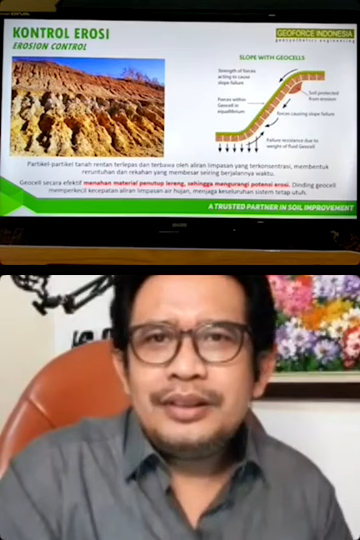 KONTROL EROSI
EROSION CONTROL
GEOFORCE INDONESIA
geosynthetics engineering
SLOPE WITH GEOCELLS
Strength of forces
acting to cause
slope failure
Forces within
Geocell in
equilibrium
Soil protected
from erosion
Forces causing slope failure
Failure resistance due to
weight of fluid Geocell
Partikel-partikel tanah rentan terlepas dan terbawa oleh aliran limpasan yang terkonsentrasi, membentuk
reruntuhan dan rekahan yang membesar seiring berjalannya waktu.
Geocell secara efektif menahan material penutup lereng, sehingga mengurangi potensi erosi. Dinding geocell
memperkecil kecepatan aliran limpasan air hujan, menjaga keseluruhan sistem tetap utuh.
A TRUSTED PARTNER IN SOIL IMPROVEMENT